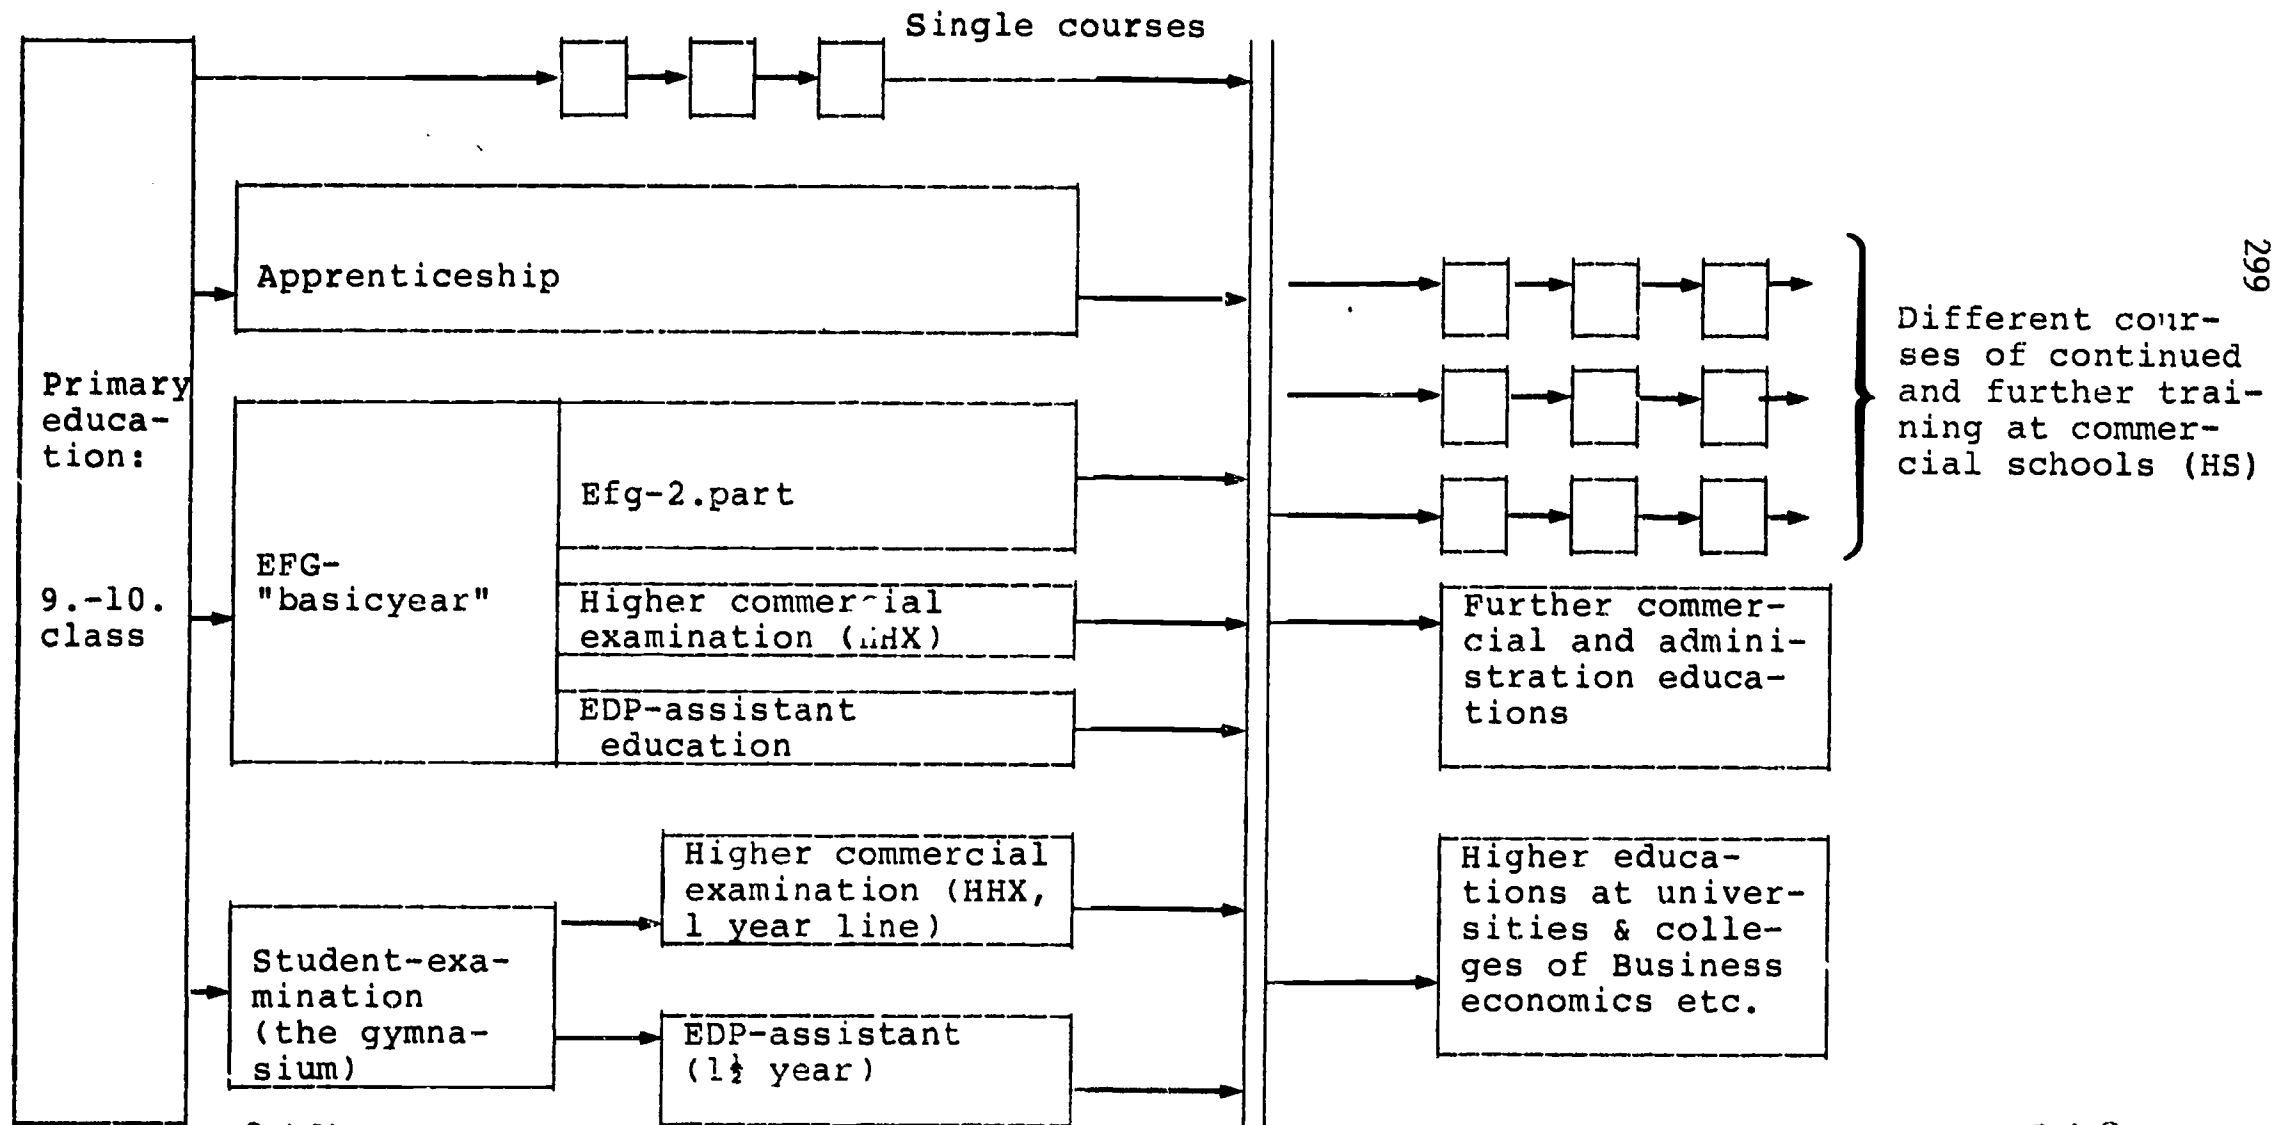 Single courses
299
Apprenticeship
Different cour-
ses of continued
and further trai-
ning at commer-
cial schools (HS)
Primary
educa-
tion:
9.-10.
class
Efg-2.part
EFG-
"basicyear"
Higher commercial
examination (HHX)
EDP-assistant
education
Further commer-
cial and admini-
stration educa-
tions
Higher commercial
examination (HHX,
1 year line)
Student-exa-
mination
(the gymna-
sium)
EDP-assistant
(1½ year)
Higher educa-
tions at univer-
sities & colle-
ges of Business
economics etc.